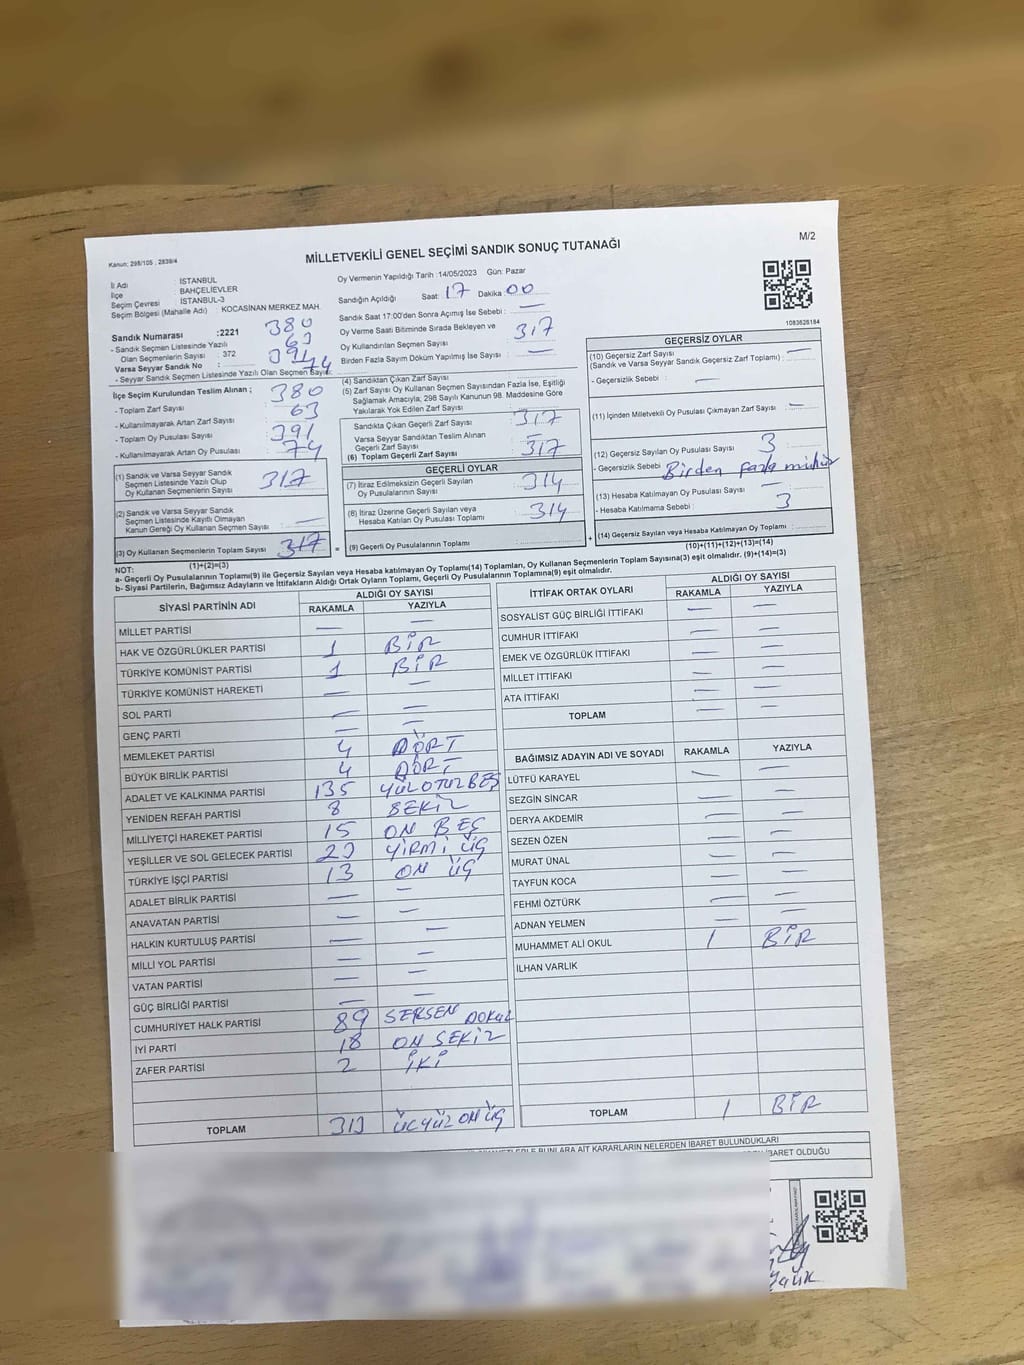 M/2
Kanun: 298/105 , 2839/4
MİLLETVEKİLİ GENEL SEÇİMİ SANDIK SONUÇ TUTANAĞI
İl Adı : İSTANBUL
İlçe : BAHÇELİEVLER
Seçim Çevresi : İSTANBUL-3
Seçim Bölgesi (Mahalle Adı) : KOCASİNAN MERKEZ MAH.
Sandık Numarası :2221 380
- Sandık Seçmen Listesinde Yazılı 63
Olan Seçmenlerin Sayısı : 372 391
Varsa Seyyar Sandık No : 74
- Seyyar Sandık Seçmen Listesinde Yazılı Olan Seçmen Sayısı
Oy Vermenin Yapıldığı Tarih :14/05/2023 Gün: Pazar
Sandığın Açıldığı Saat: 17 Dakika 00
Sandık Saat 17:00'den Sonra Açımış İse Sebebi : —
Oy Verme Saati Bitiminde Sırada Bekleyen ve
Oy Kullandırılan Seçmen Sayısı 317
Birden Fazla Sayım Döküm Yapılmış İse Sayısı : —
1083626184
İlçe Seçim Kurulundan Teslim Alınan ;
- Toplam Zarf Sayısı : 380
- Kullanılmayarak Artan Zarf Sayısı : 63
- Toplam Oy Pusulası Sayısı : 391
- Kullanılmayarak Artan Oy Pusulası : 74
(1) Sandık ve Varsa Seyyar Sandık
Seçmen Listesinde Yazılı Olup
Oy Kullanan Seçmenlerin Sayısı : 317
(2) Sandık ve Varsa Seyyar Sandık
Seçmen Listesinde Kayıtlı Olmayan
Kanun Gereği Oy Kullanan Seçmen Sayısı : —
(3) Oy Kullanan Seçmenlerin Toplam Sayısı 317 =
(1)+(2)=(3)
(4) Sandıktan Çıkan Zarf Sayısı :
(5) Zarf Sayısı Oy Kullanan Seçmen Sayısından Fazla İse, Eşitliği
Sağlamak Amacıyla; 298 Sayılı Kanunun 98. Maddesine Göre
Yakılarak Yok Edilen Zarf Sayısı :
Sandıkta Çıkan Geçerli Zarf Sayısı : 317
Varsa Seyyar Sandıktan Teslim Alınan
Geçerli Zarf Sayısı : —
(6) Toplam Geçerli Zarf Sayısı : 317
GEÇERLİ OYLAR
(7) İtiraz Edilmeksizin Geçerli Sayılan
Oy Pusulalarının Sayısı : 314
(8) İtiraz Üzerine Geçerli Sayılan veya
Hesaba Katılan Oy Pusulası Toplamı : 314
(9) Geçerli Oy Pusulalarının Toplamı : +
GEÇERSİZ OYLAR
(10) Geçersiz Zarf Sayısı : —
(Sandık ve Varsa Seyyar Sandık Geçersiz Zarf Toplamı) :
- Geçersizlik Sebebi : —
(11) İçinden Milletvekili Oy Pusulası Çıkmayan Zarf Sayısı : —
(12) Geçersiz Sayılan Oy Pusulası Sayısı : 3
- Geçersizlik Sebebi : Birden fazla mühür
(13) Hesaba Katılmayan Oy Pusulası Sayısı : —
- Hesaba Katılmama Sebebi : 3
(14) Geçersiz Sayılan veya Hesaba Katılmayan Oy Toplamı :
(10)+(11)+(12)+(13)=(14)
NOT:
a- Geçerli Oy Pusulalarının Toplamı(9) ile Geçersiz Sayılan veya Hesaba katılmayan Oy Toplamı(14) Toplamları, Oy Kullanan Seçmenlerin Toplam Sayısına(3) eşit olmalıdır. (9)+(14)=(3)
b- Siyasi Partilerin, Bağımsız Adayların ve İttifakların Aldığı Ortak Oyların Toplamı, Geçerli Oy Pusulalarının Toplamına(9) eşit olmalıdır.
SİYASİ PARTİNİN ADI ALDIĞI OY SAYISI
RAKAMLA YAZIYLA
MİLLET PARTİSİ — —
HAK VE ÖZGÜRLÜKLER PARTİSİ 1 BİR
TÜRKİYE KOMÜNİST PARTİSİ 1 BİR
TÜRKİYE KOMÜNİST HAREKETİ — —
SOL PARTİ — —
GENÇ PARTİ — —
MEMLEKET PARTİSİ 4 DÖRT
BÜYÜK BİRLİK PARTİSİ 4 DÖRT
ADALET VE KALKINMA PARTİSİ 135 YÜZ OTUZ BEŞ
YENİDEN REFAH PARTİSİ 8 SEKİZ
MİLLİYETÇİ HAREKET PARTİSİ 15 ON BEŞ
YEŞİLLER VE SOL GELECEK PARTİSİ 23 YİRMİ ÜÇ
TÜRKİYE İŞÇİ PARTİSİ 13 ON ÜÇ
ADALET BİRLİK PARTİSİ — —
ANAVATAN PARTİSİ — —
HALKIN KURTULUŞ PARTİSİ — —
MİLLİ YOL PARTİSİ — —
VATAN PARTİSİ — —
GÜÇ BİRLİĞİ PARTİSİ — —
CUMHURİYET HALK PARTİSİ 89 SEKSEN DOKUZ
İYİ PARTİ 18 ON SEKİZ
ZAFER PARTİSİ 2 İKİ
TOPLAM 313 ÜÇYÜZ ON ÜÇ
İTTİFAK ORTAK OYLARI ALDIĞI OY SAYISI
RAKAMLA YAZIYLA
SOSYALİST GÜÇ BİRLİĞİ İTTİFAKI — —
CUMHUR İTTİFAKI — —
EMEK VE ÖZGÜRLÜK İTTİFAKI — —
MİLLET İTTİFAKI — —
ATA İTTİFAKI — —
TOPLAM — —
BAĞIMSIZ ADAYIN ADI VE SOYADI RAKAMLA YAZIYLA
LÜTFÜ KARAYEL — —
SEZGİN SİNCAR — —
DERYA AKDEMİR — —
SEZEN ÖZEN — —
MURAT ÜNAL — —
TAYFUN KOCA — —
FEHMİ ÖZTÜRK — —
ADNAN YELMEN — —
MUHAMMET ALİ OKUL 1 BİR
İLHAN VARLIK
TOPLAM 1 BİR
BUNLARA AİT KARARLARIN NELERDEN İBARET BULUNDUKLARI
İBARET OLDUĞU